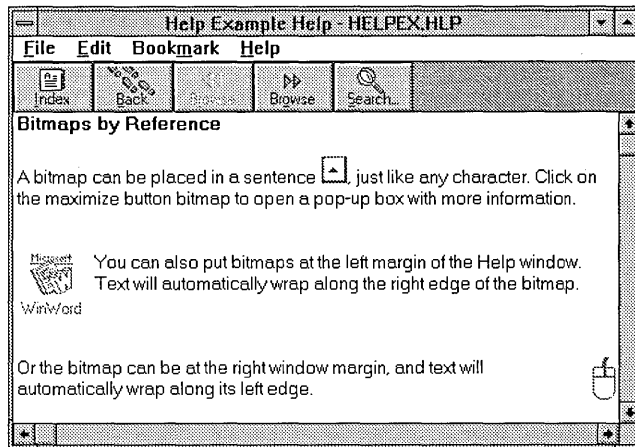 Help Example Help - HELPEX.HLP
File Edit Bookmark Help
Index Back Browse Browse Search...
Bitmaps by Reference
A bitmap can be placed in a sentence , just like any character. Click on
the maximize button bitmap to open a pop-up box with more information.
Microsoft
WinWord
You can also put bitmaps at the left margin of the Help window.
Text will automatically wrap along the right edge of the bitmap.
Or the bitmap can be at the right window margin, and text will
automatically wrap along its left edge.